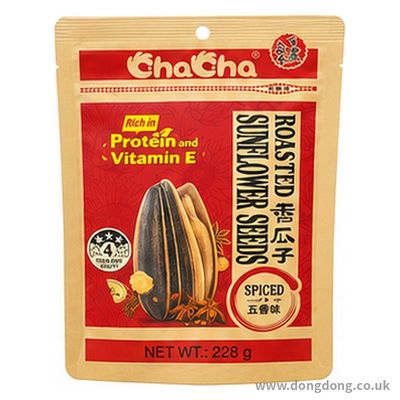 ChaCha®
Rich in
Protein and
Vitamin E
ROASTED 香瓜子
SUNFLOWER SEEDS
4
SPICED
五香味
NET WT.: 228 g
www.dongdong.co.uk